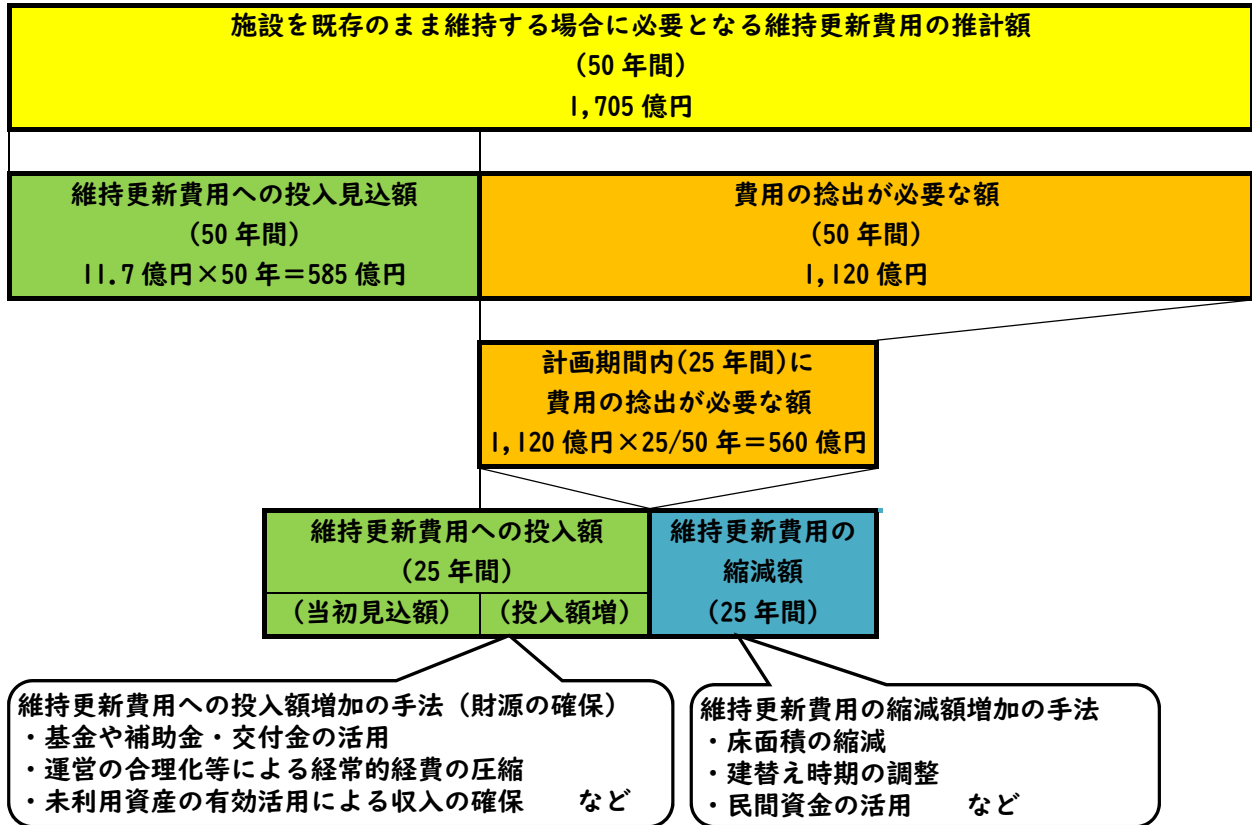 施設を既存のまま維持する場合に必要となる維持更新費用の推計額
(50年間)
1,705億円
維持更新費用への投入見込額
(50年間)
11.7億円×50年=585億円
費用の捻出が必要な額
(50年間)
1,120億円
計画期間内(25年間)に
費用の捻出が必要な額
1,120億円×25/50年=560億円
維持更新費用への投入額
(25年間)
(当初見込額)
(投入額増)
維持更新費用の
縮減額
(25年間)
維持更新費用への投入額増加の手法(財源の確保)
・基金や補助金・交付金の活用
・運営の合理化等による経常的経費の圧縮
・未利用資産の有効活用による収入の確保 など
維持更新費用の縮減額増加の手法
・床面積の縮減
・建替え時期の調整
・民間資金の活用 など